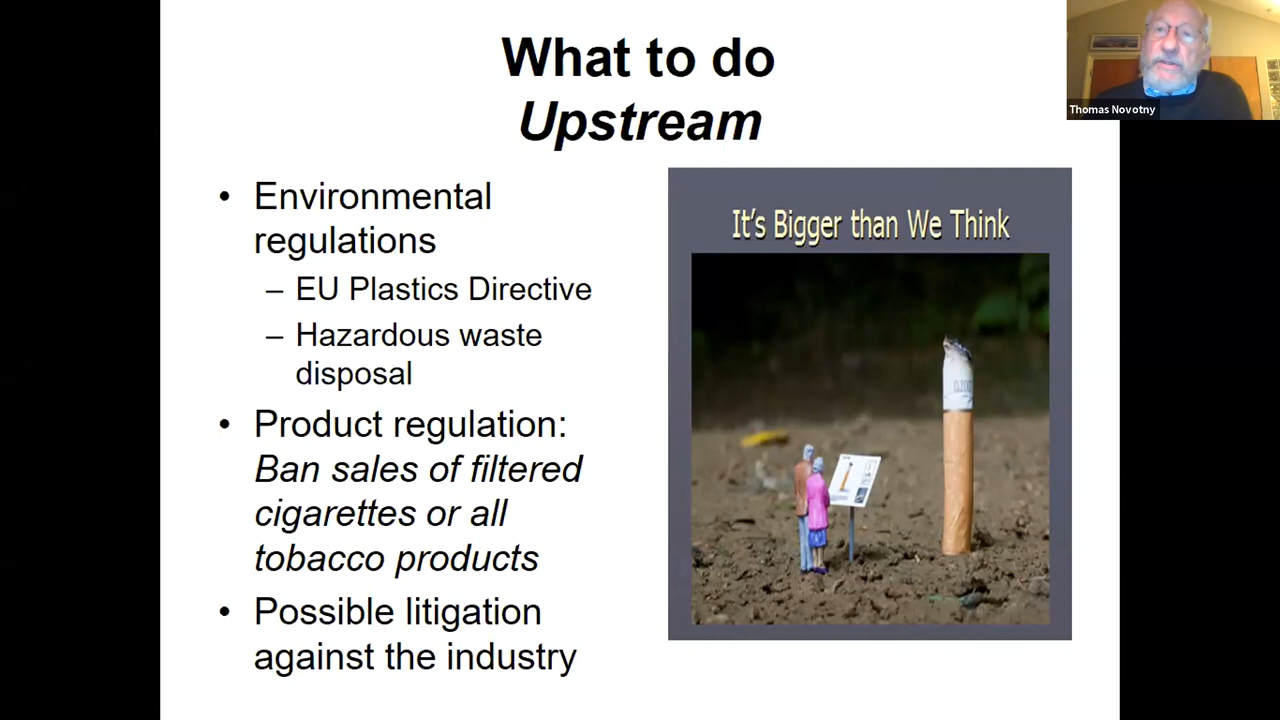 What to do
Upstream
• Environmental
regulations
– EU Plastics Directive
– Hazardous waste
disposal
• Product regulation:
Ban sales of filtered
cigarettes or all
tobacco products
• Possible litigation
against the industry
It's Bigger than We Think
Thomas Novotny